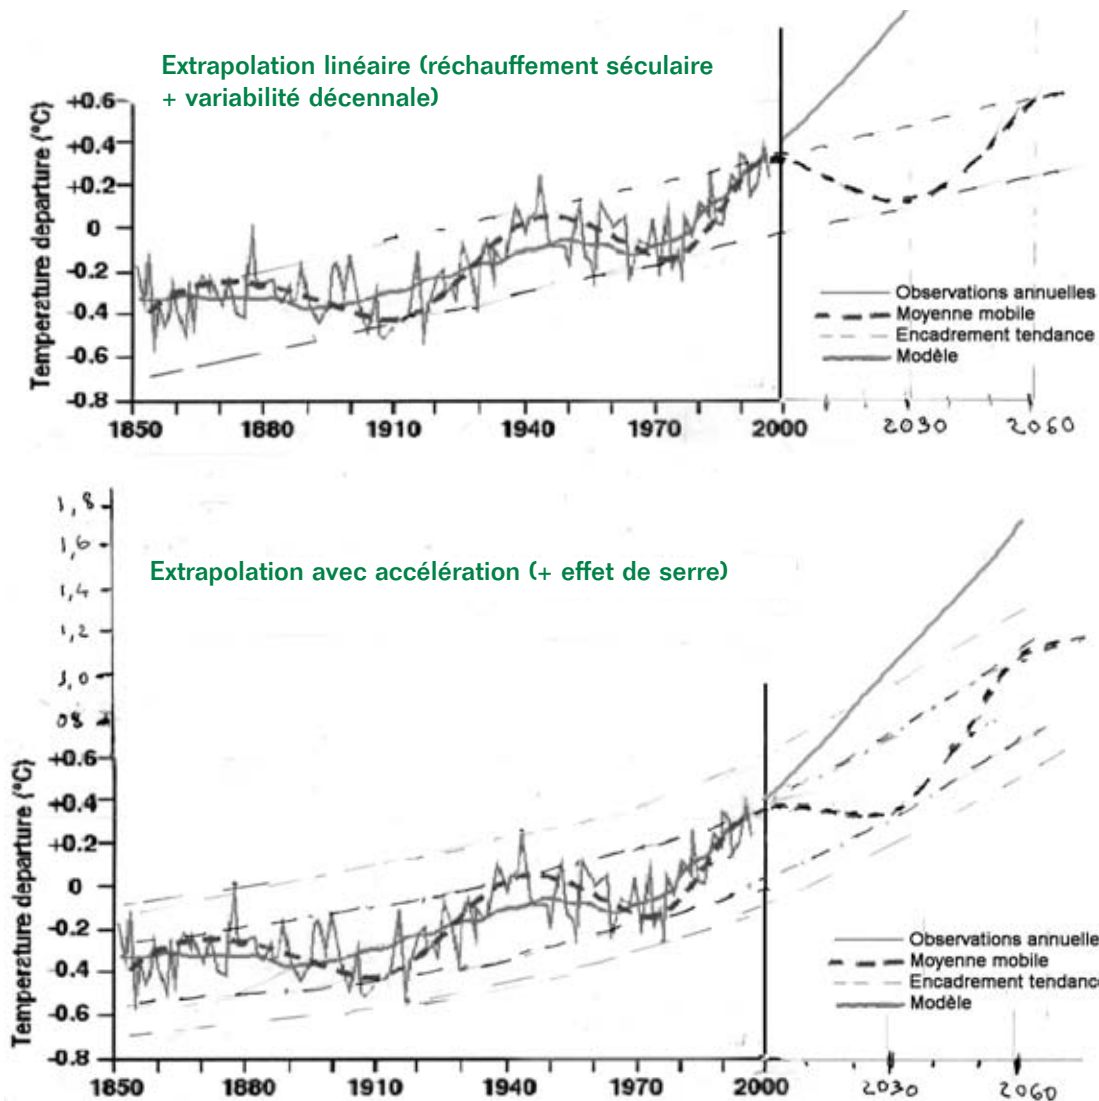 Extrapolation linéaire (réchauffement séculaire
+ variabilité décennale)
Temperature departure (°C)
+0.6
+0.4
+0.2
0
-0.2
-0.4
-0.6
-0.8
1850
1880
1910
1940
1970
2000
2030
2060
Observations annuelles
Moyenne mobile
Encadrement tendance
Modèle
Extrapolation avec accélération (+ effet de serre)
Temperature departure (°C)
1,8
1,6
1,4
1,2
1,0
08
+0.6
+0.4
+0.2
0
-0.2
-0.4
-0.6
-0.8
1850
1880
1910
1940
1970
2000
2030
2060
Observations annuelle
Moyenne mobile
Encadrement tendance
Modèle